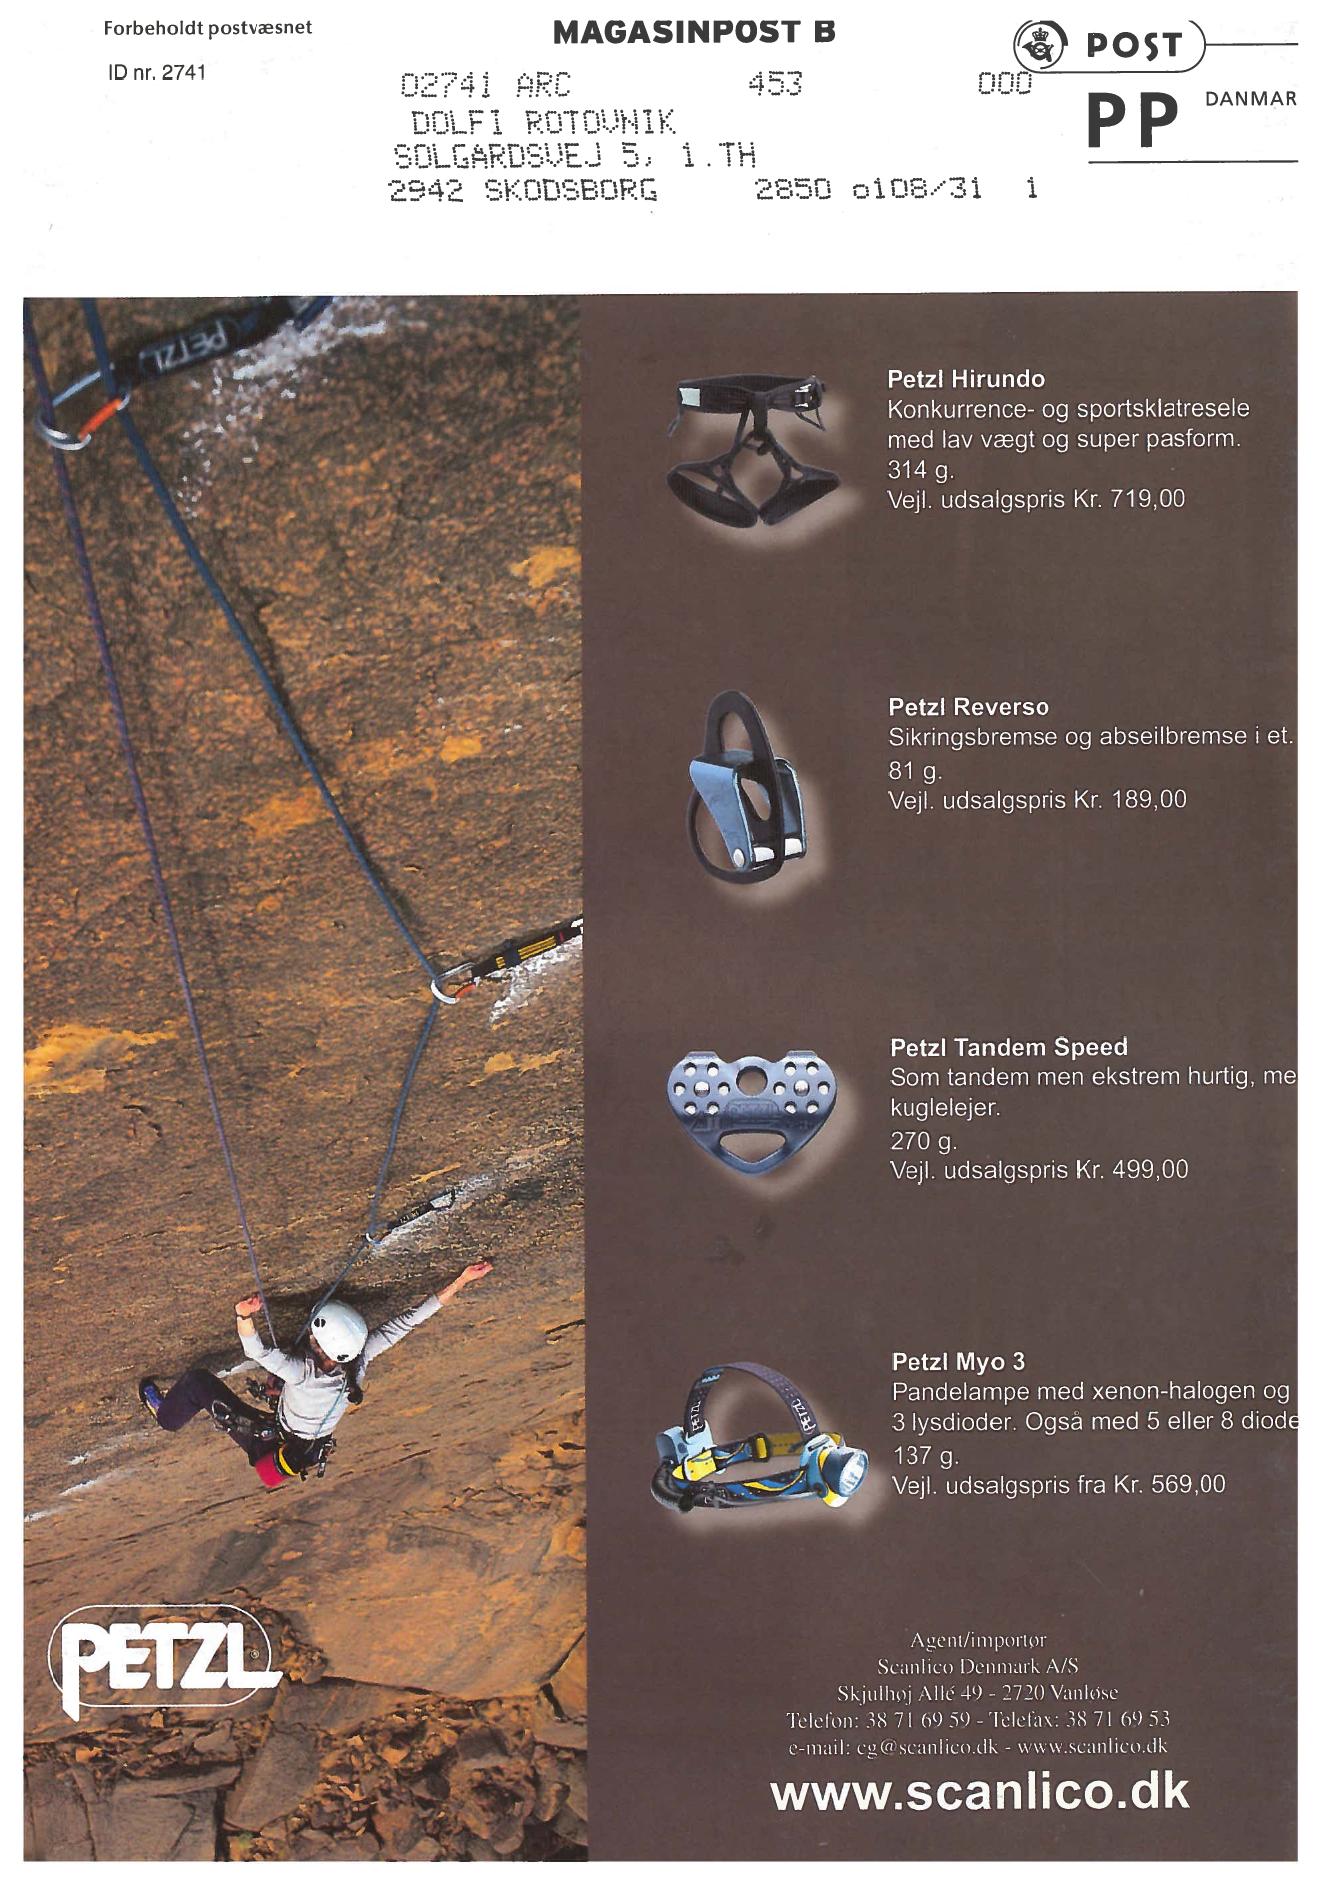 Forbeholdt postvæsnet
MAGASINPOST B
POST
ID nr. 2741
02741 ARC 453 000
DANMAR
PP
DOLFI ROTOVNIK
SOLGARDSVEJ 5, 1.TH
2942 SKODSBORG 2850 o108/31 1
PETZL
Petzl Hirundo
Konkurrence- og sportsklatresele
med lav vægt og super pasform.
314 g.
Vejl. udsalgspris Kr. 719,00
Petzl Reverso
Sikringsbremse og abseilbremse i et.
81 g.
Vejl. udsalgspris Kr. 189,00
Petzl Tandem Speed
Som tandem men ekstrem hurtig, me
kuglelejer.
270 g.
Vejl. udsalgspris Kr. 499,00
PETZL
Petzl Myo 3
Pandelampe med xenon-halogen og
3 lysdioder. Også med 5 eller 8 diode
137 g.
Vejl. udsalgspris fra Kr. 569,00
PETZL
PETZL
PETZL®
Agent/importør
Scanlico Denmark A/S
Skjulhøj Allé 49 - 2720 Vanløse
Telefon: 38 71 69 59 - Telefax: 38 71 69 53
e-mail: cg@scanlico.dk - www.scanlico.dk
www.scanlico.dk